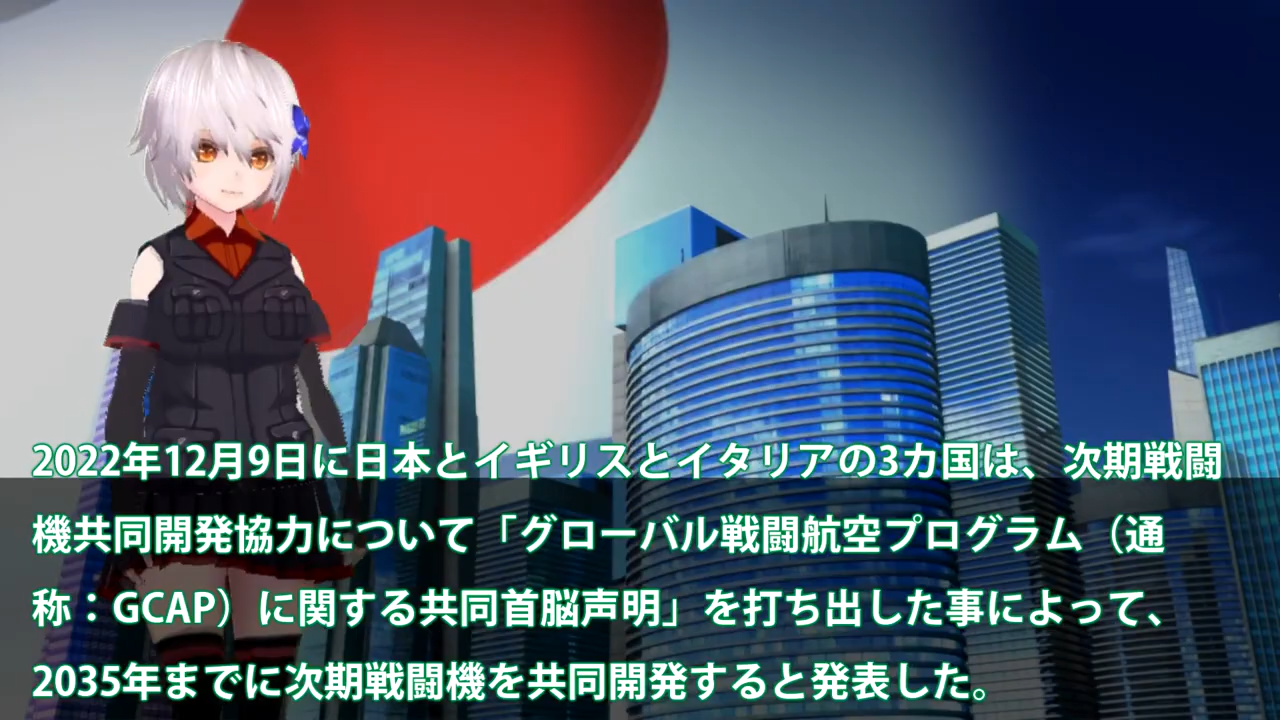 2022年12月9日に日本とイギリスとイタリアの3カ国は、次期戦闘
機共同開発協力について「グローバル戦闘航空プログラム（通
称：GCAP）に関する共同首脳声明」を打ち出した事によって、
2035年までに次期戦闘機を共同開発すると発表した。